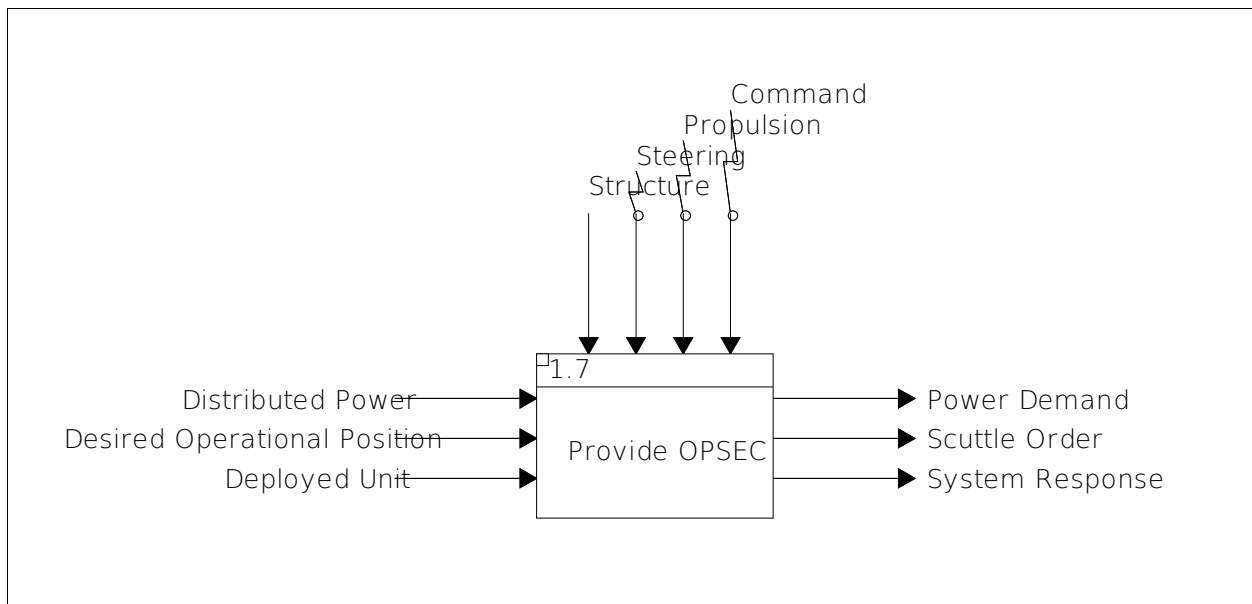 Command
Propulsion
Steering
Structure
1.7
Distributed Power
Desired Operational Position
Deployed Unit
Provide OPSEC
Power Demand
Scuttle Order
System Response